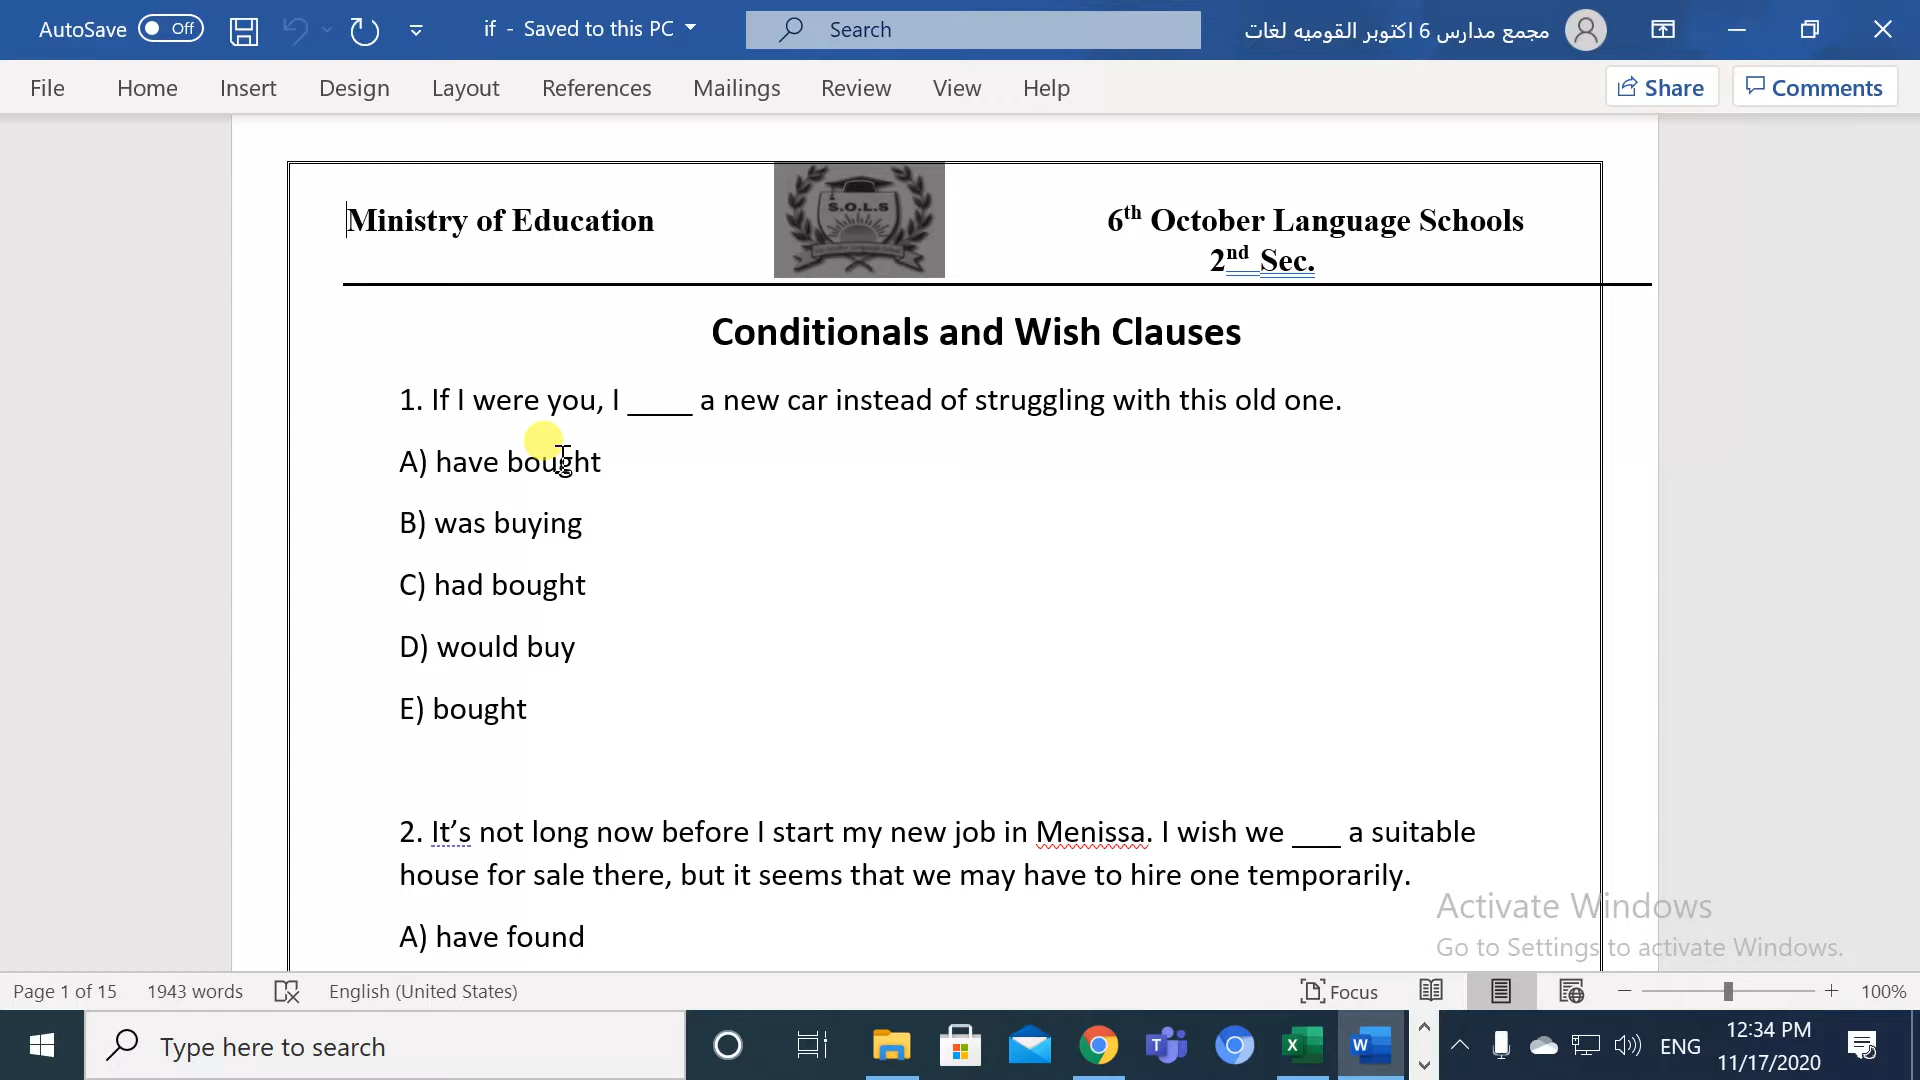 AutoSave Off if - Saved to this PC Search مجمع مدارس 6 اكتوبر القوميه لغات
File Home Insert Design Layout References Mailings Review View Help Share Comments
Ministry of Education
S.O.L.S
6th October Language Schools
2nd Sec.
Conditionals and Wish Clauses
1. If I were you, I ____ a new car instead of struggling with this old one.
A) have bought
B) was buying
C) had bought
D) would buy
E) bought
2. It’s not long now before I start my new job in Menissa. I wish we ___ a suitable
house for sale there, but it seems that we may have to hire one temporarily.
A) have found
Activate Windows
Go to Settings to activate Windows.
Page 1 of 15 1943 words English (United States) Focus 100%
Type here to search ENG 12:34 PM
11/17/2020